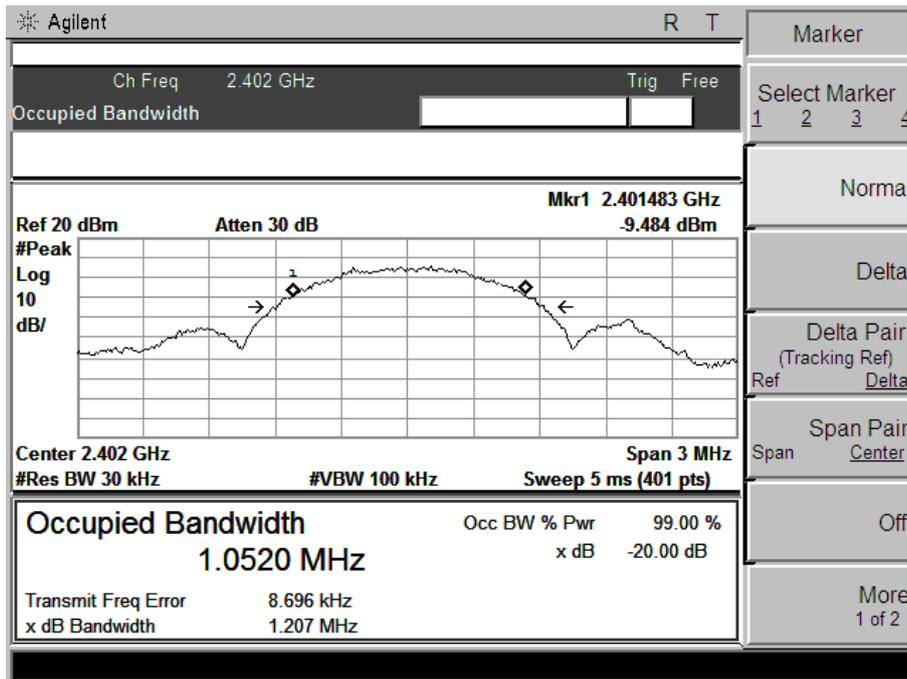 Agilent R T
Ch Freq 2.402 GHz Trig Free
Occupied Bandwidth
Mkr1 2.401483 GHz
Ref 20 dBm Atten 30 dB -9.484 dBm
#Peak
Log
10
dB/
1
Center 2.402 GHz Span 3 MHz
#Res BW 30 kHz #VBW 100 kHz Sweep 5 ms (401 pts)
Occupied Bandwidth Occ BW % Pwr 99.00 %
1.0520 MHz x dB -20.00 dB
Transmit Freq Error 8.696 kHz
x dB Bandwidth 1.207 MHz
Marker
Select Marker
1 2 3 4
Norma
Delta
Delta Pair
(Tracking Ref)
Ref Delta
Span Pair
Span Center
Off
More
1 of 2